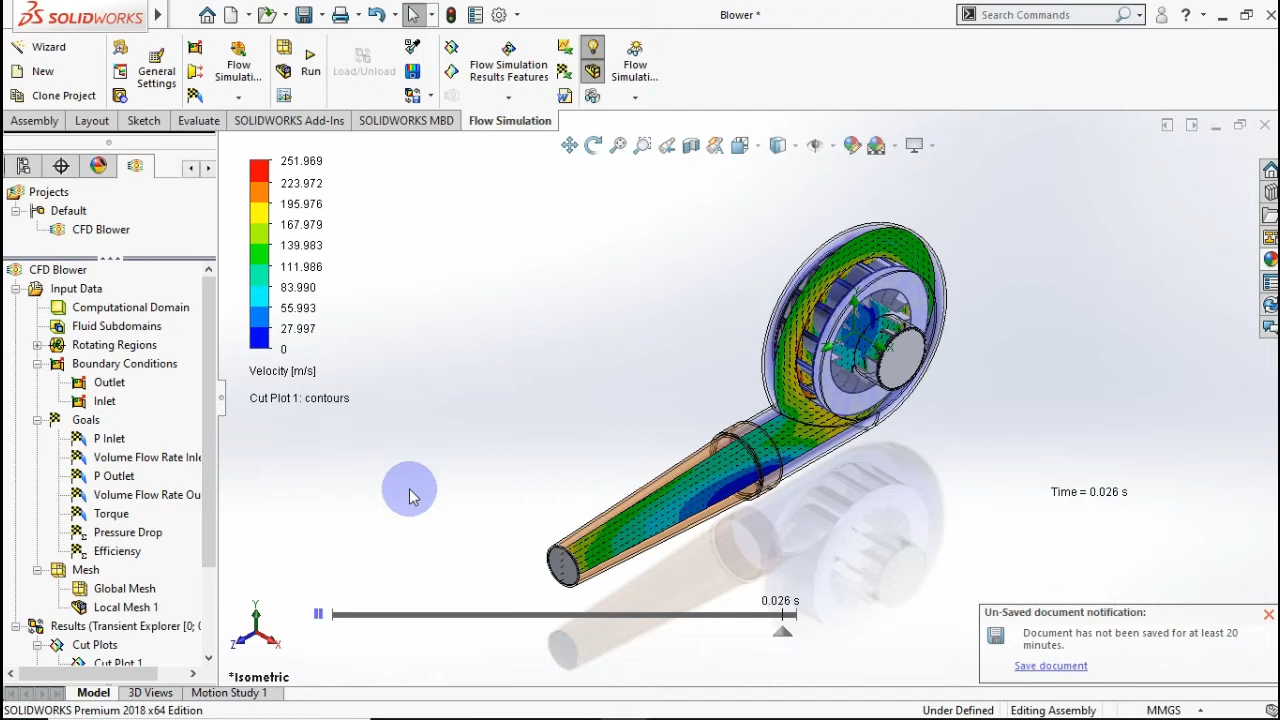 SOLIDWORKS
Blower *
Search Commands
Wizard
New
Clone Project
General Settings
Flow Simulati...
Run
Load/Unload
Flow Simulation Results Features
Flow Simulati...
Assembly
Layout
Sketch
Evaluate
SOLIDWORKS Add-Ins
SOLIDWORKS MBD
Flow Simulation
Projects
Default
CFD Blower
CFD Blower
Input Data
Computational Domain
Fluid Subdomains
Rotating Regions
Boundary Conditions
Outlet
Inlet
Goals
P Inlet
Volume Flow Rate Inle
P Outlet
Volume Flow Rate Ou
Torque
Pressure Drop
Efficiency
Mesh
Global Mesh
Local Mesh 1
Results (Transient Explorer [0;
Cut Plots
Cut Plot 1
251.969
223.972
195.976
167.979
139.983
111.986
83.990
55.993
27.997
0
Velocity [m/s]
Cut Plot 1: contours
Time = 0.026 s
0.026 s
Y
Z
X
*Isometric
Un-Saved document notification:
Document has not been saved for at least 20
minutes.
Save document
Model
3D Views
Motion Study 1
SOLIDWORKS Premium 2018 x64 Edition
Under Defined
Editing Assembly
MMGS